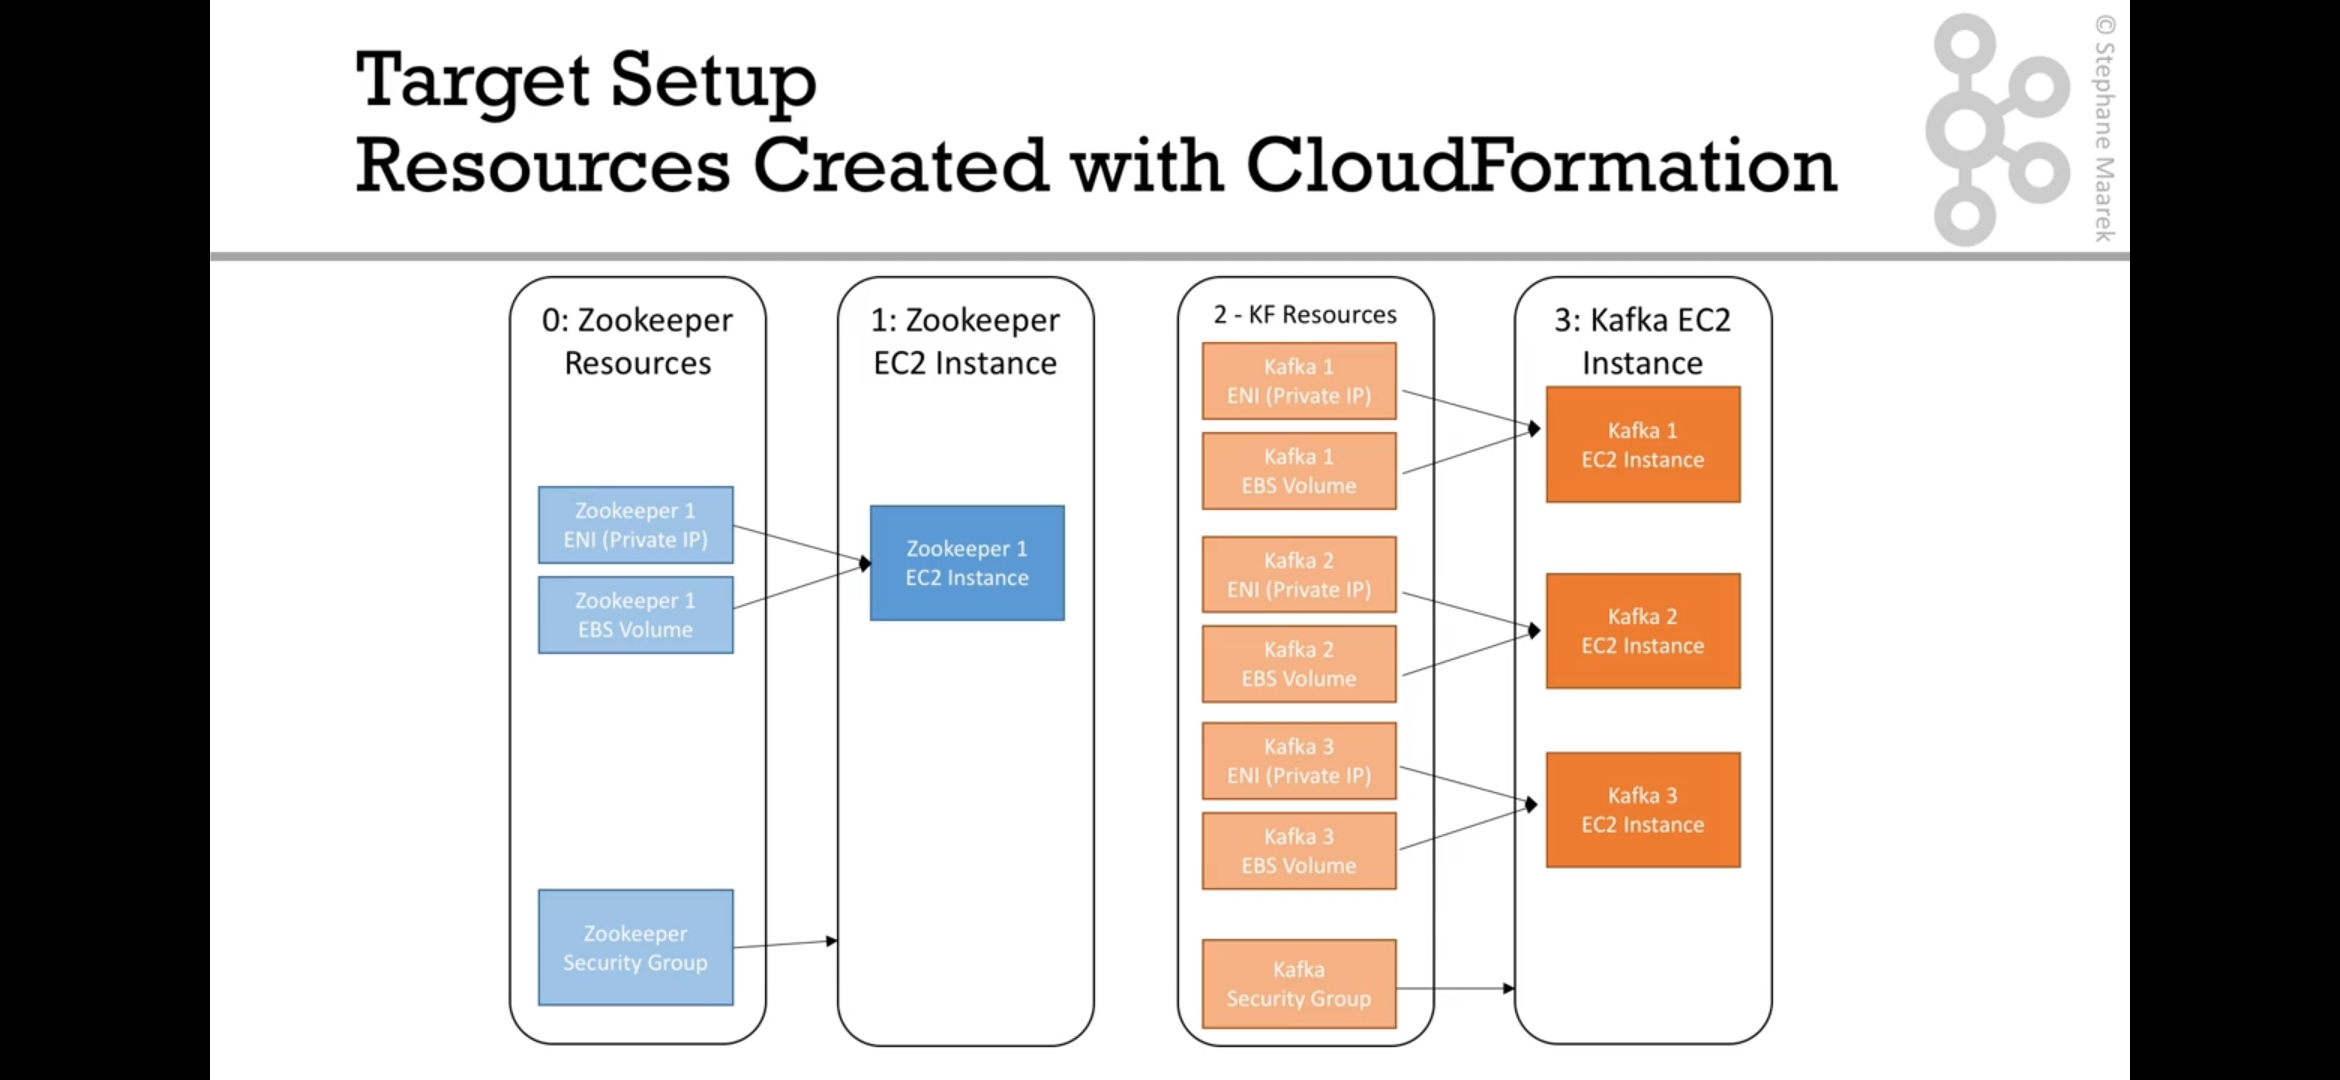 Target Setup
Resources Created with CloudFormation
© Stephane Maarek
0: Zookeeper
Resources
Zookeeper 1
ENI (Private IP)
Zookeeper 1
EBS Volume
Zookeeper
Security Group
1: Zookeeper
EC2 Instance
Zookeeper 1
EC2 Instance
2 - KF Resources
Kafka 1
ENI (Private IP)
Kafka 1
EBS Volume
Kafka 2
ENI (Private IP)
Kafka 2
EBS Volume
Kafka 3
ENI (Private IP)
Kafka 3
EBS Volume
Kafka
Security Group
3: Kafka EC2
Instance
Kafka 1
EC2 Instance
Kafka 2
EC2 Instance
Kafka 3
EC2 Instance